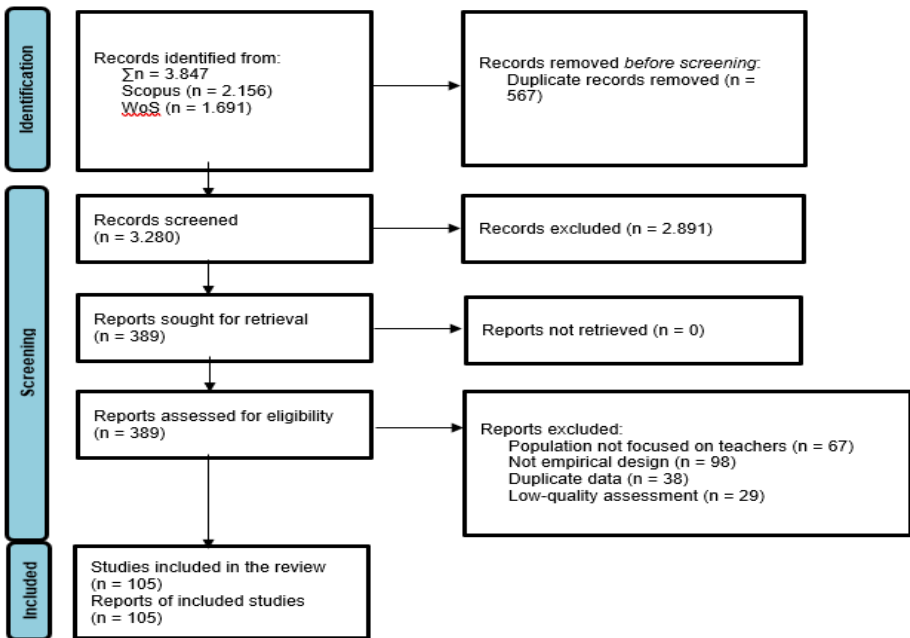 Identification
Records identified from:
∑n = 3.847
Scopus (n = 2.156)
WoS (n = 1.691)
Records removed before screening:
Duplicate records removed (n =
567)
Screening
Records screened
(n = 3.280)
Records excluded (n = 2.891)
Reports sought for retrieval
(n = 389)
Reports not retrieved (n = 0)
Reports assessed for eligibility
(n = 389)
Reports excluded:
Population not focused on teachers (n = 67)
Not empirical design (n = 98)
Duplicate data (n = 38)
Low-quality assessment (n = 29)
Included
Studies included in the review
(n = 105)
Reports of included studies
(n = 105)